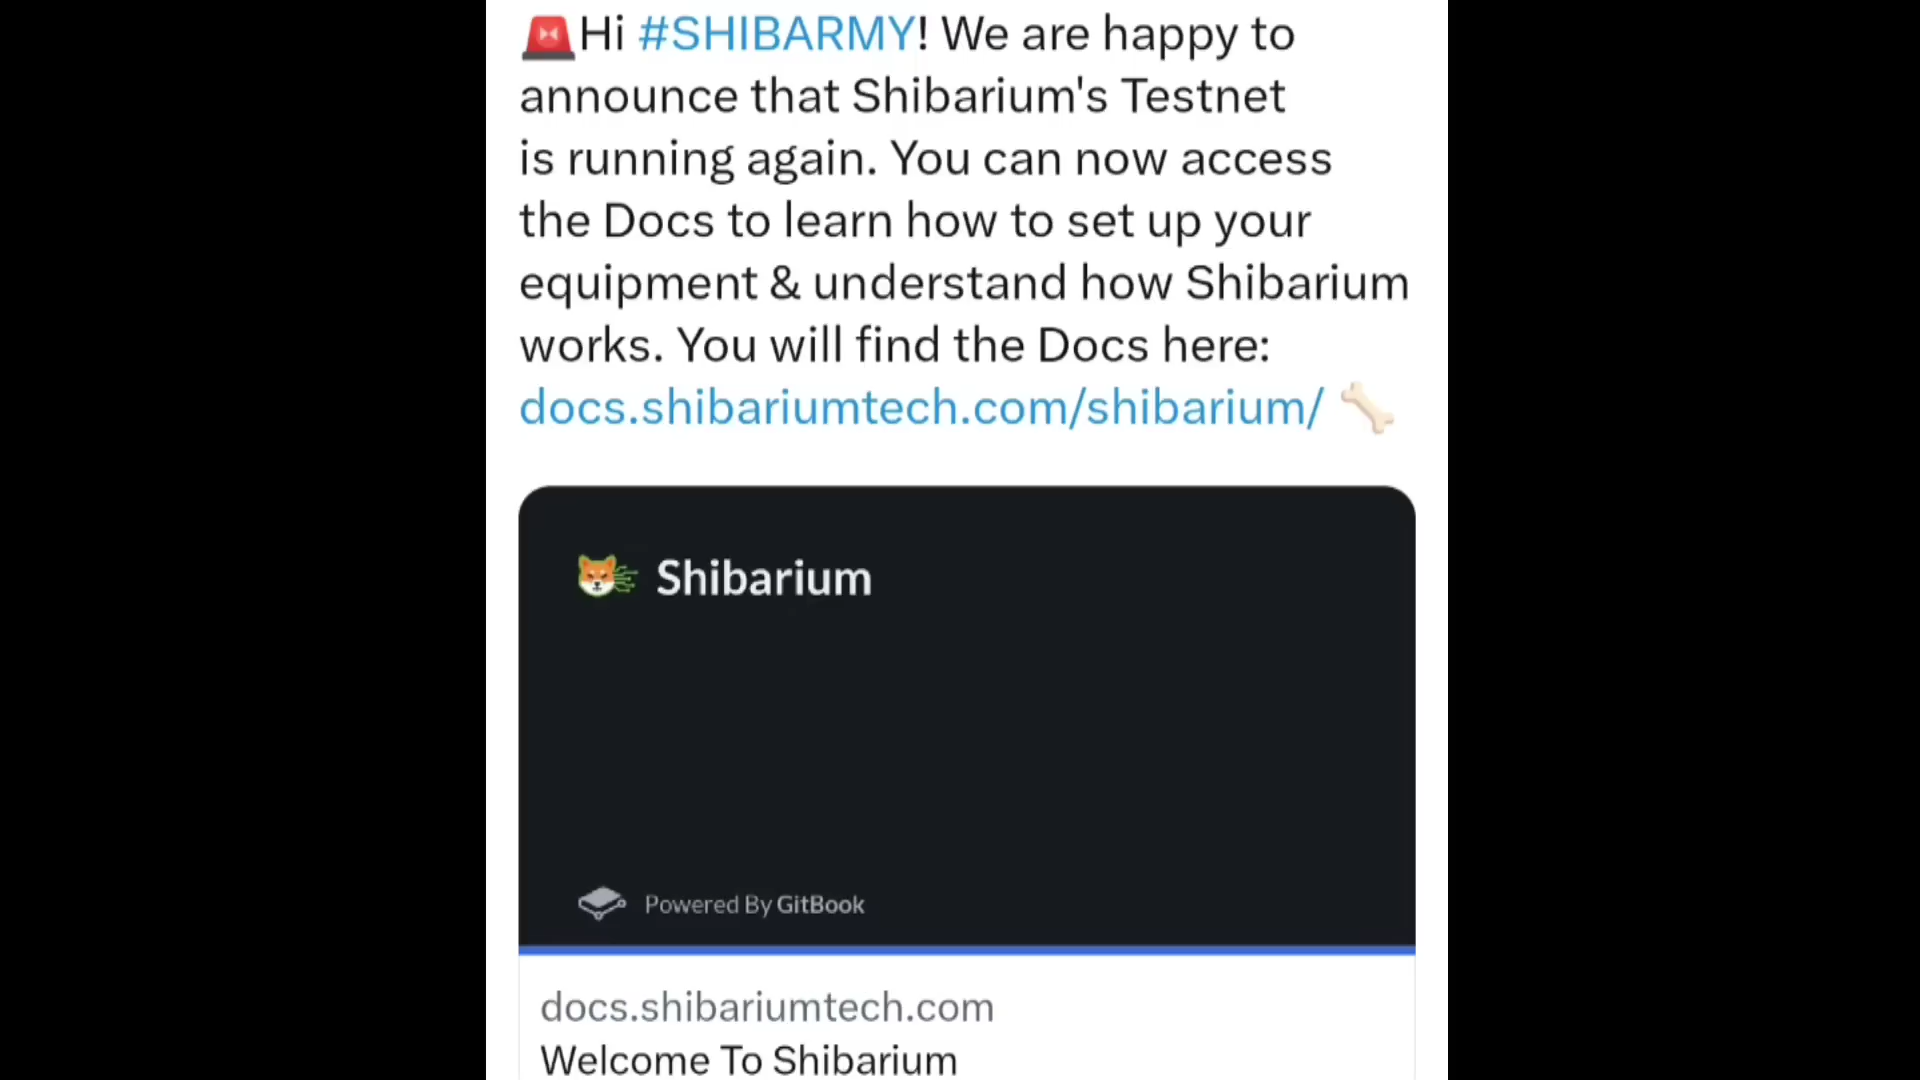 🚨Hi #SHIBARMY! We are happy to
announce that Shibarium's Testnet
is running again. You can now access
the Docs to learn how to set up your
equipment & understand how Shibarium
works. You will find the Docs here:
docs.shibariumtech.com/shibarium/ 🦴
Shibarium
Powered By GitBook
docs.shibariumtech.com
Welcome To Shibarium